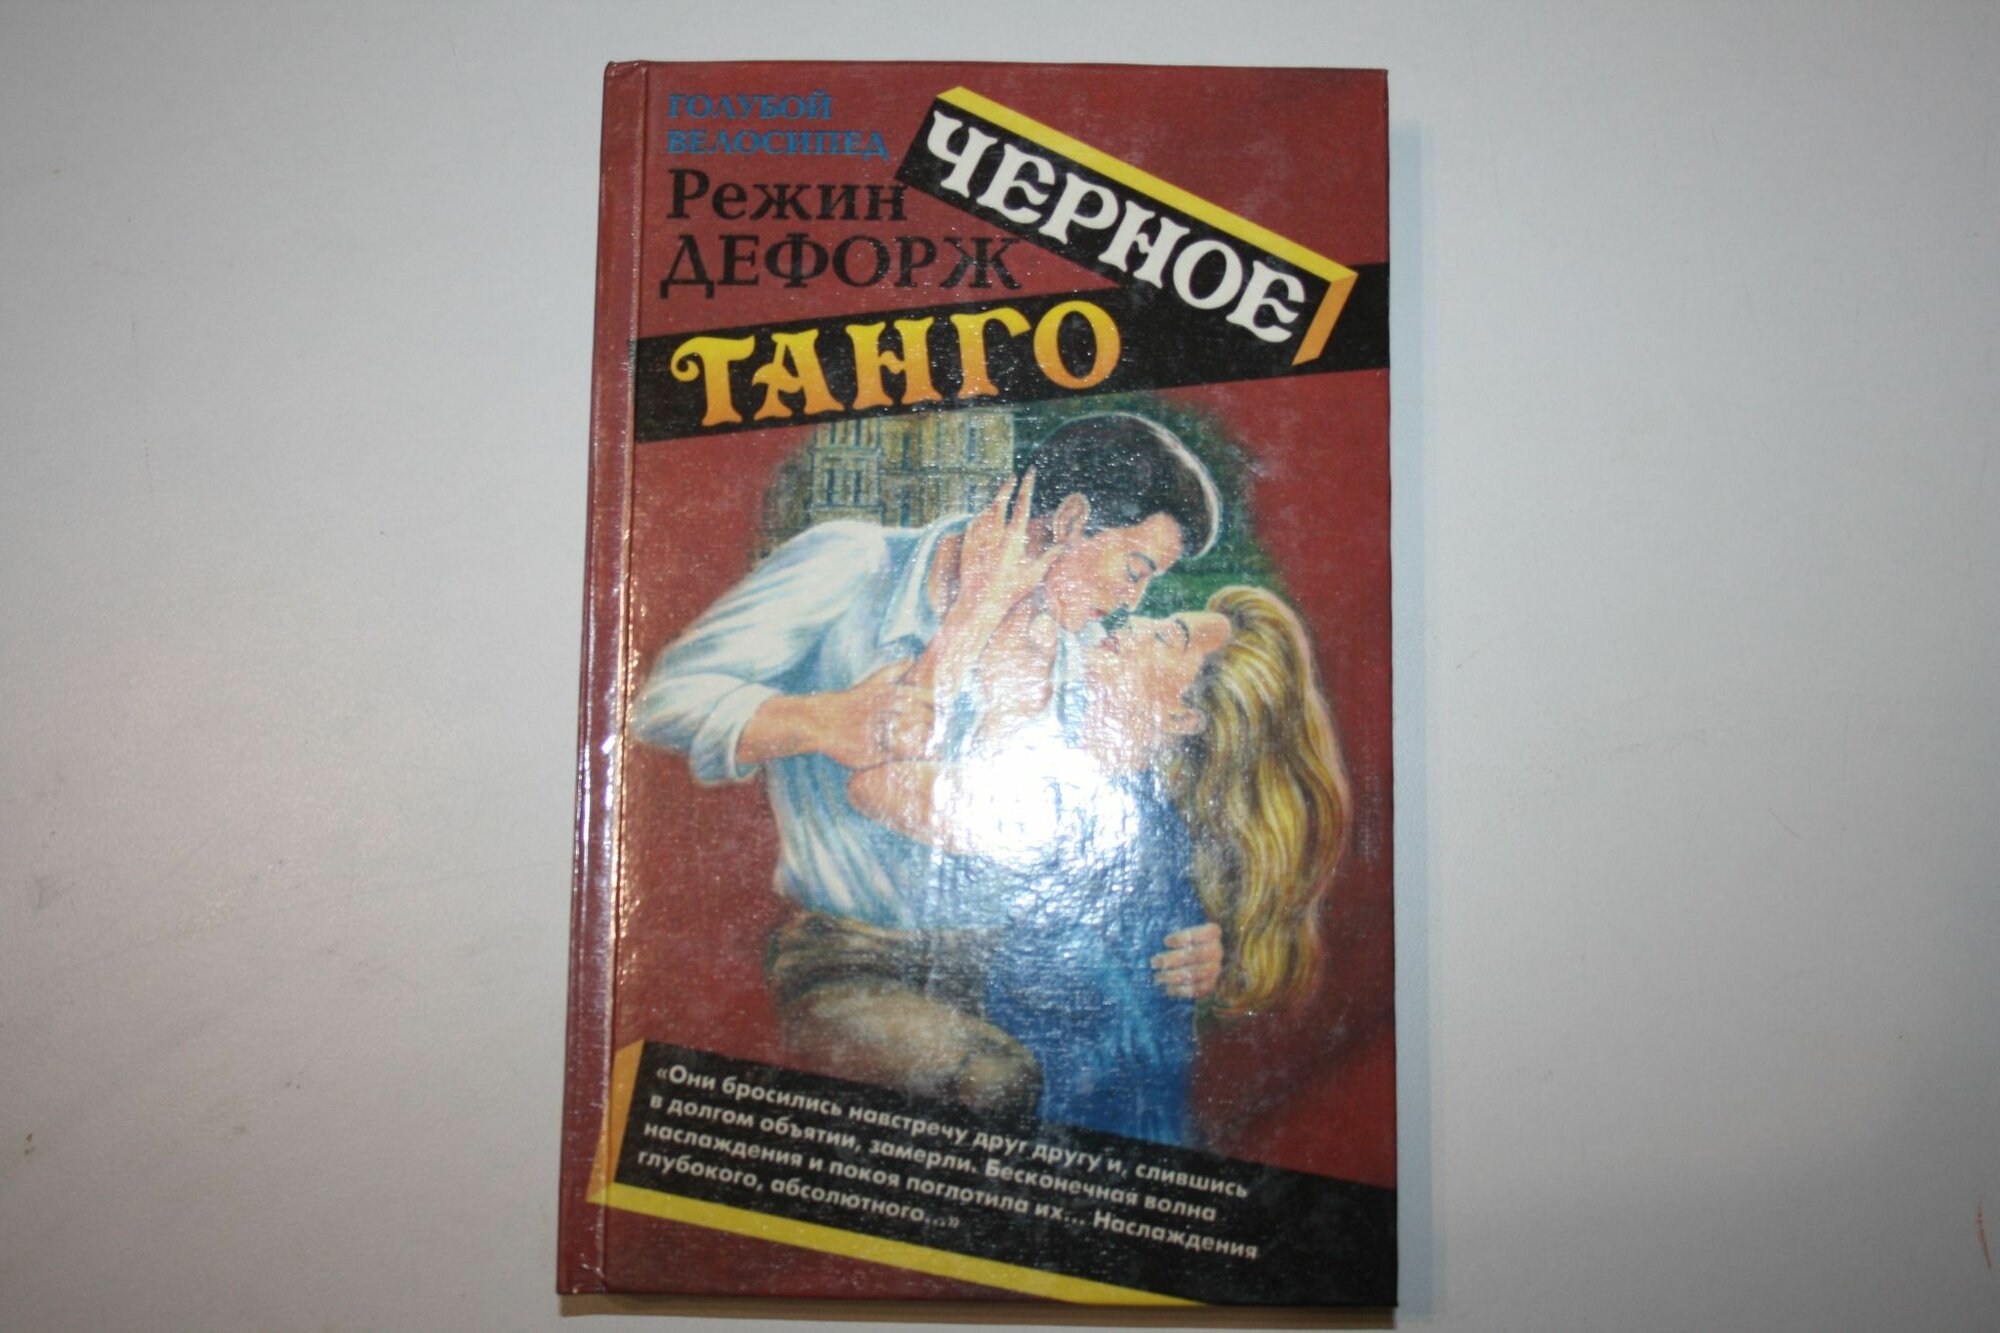 ГОЛУБОЙ
ВЕЛОСИПЕД
Режин
ДЕФОРЖ
ЧЕРНОЕ
ТАНГО
«Они бросились навстречу друг другу и, слившись
в долгом объятии, замерли. Бесконечная волна
наслаждения и покоя поглотила их... Наслаждения
глубокого, абсолютного...»